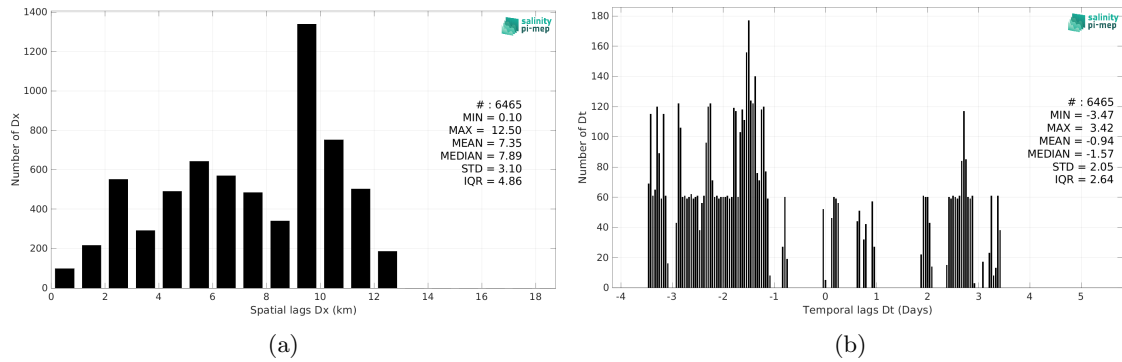 salinity
pi-mep
1400
1200
1000
800
600
400
200
0
Number of Dx
# : 6465
MIN = 0.10
MAX = 12.50
MEAN = 7.35
MEDIAN = 7.89
STD = 3.10
IQR = 4.86
0 2 4 6 8 10 12 14 16 18
Spatial lags Dx (km)
(a)
salinity
pi-mep
180
160
140
120
100
80
60
40
20
0
Number of Dt
# : 6465
MIN = -3.47
MAX = 3.42
MEAN = -0.94
MEDIAN = -1.57
STD = 2.05
IQR = 2.64
-4 -3 -2 -1 0 1 2 3 4 5
Temporal lags Dt (Days)
(b)